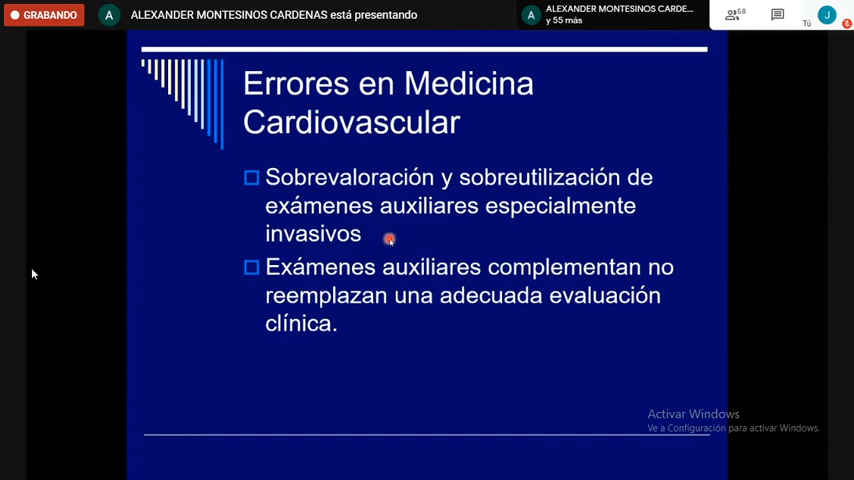 GRABANDO
A
ALEXANDER MONTESINOS CARDENAS está presentando
A
ALEXANDER MONTESINOS CARDE...
y 55 más
58
Tú
J
Errores en Medicina
Cardiovascular
Sobrevaloración y sobreutilización de
exámenes auxiliares especialmente
invasivos
Exámenes auxiliares complementan no
reemplazan una adecuada evaluación
clínica.
Activar Windows
Ve a Configuración para activar Windows.